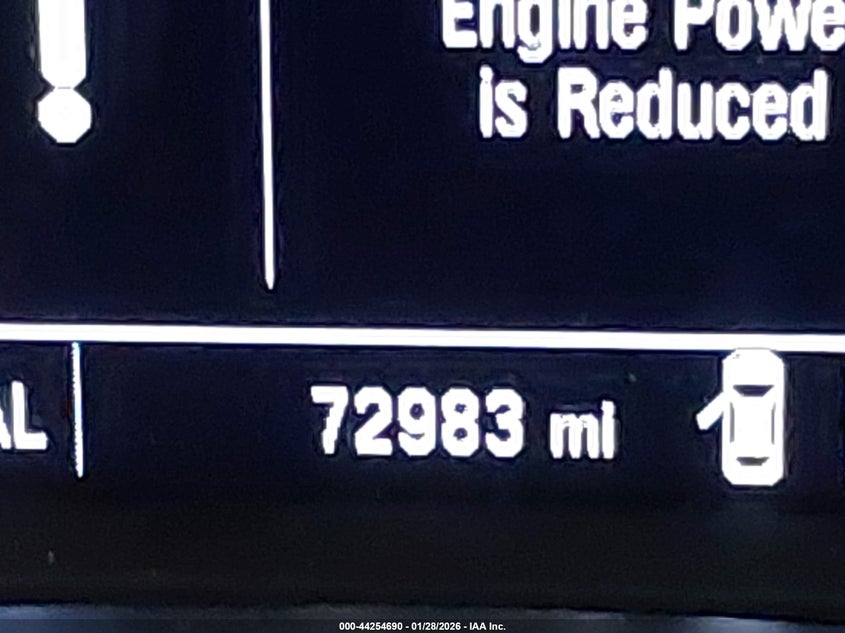 Engine Powe
is Reduced
AL
72983 mi
000-44254690 - 01/28/2026 - IAA Inc.